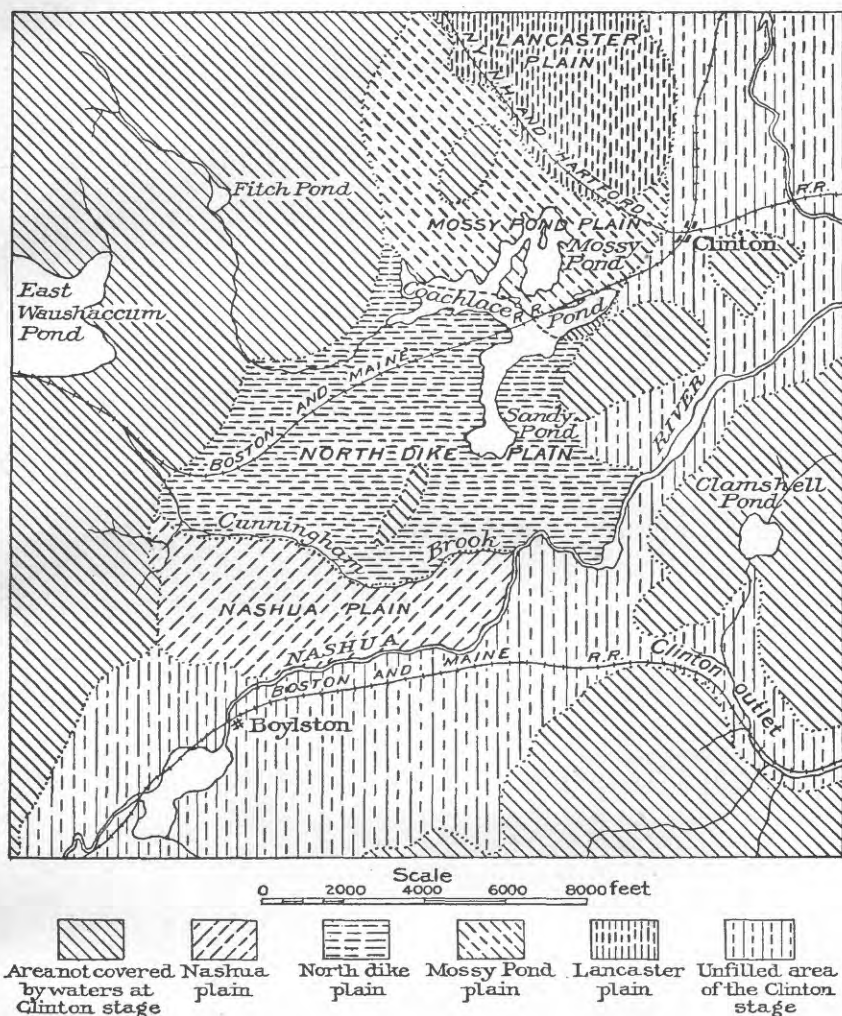 LANCASTER
PLAIN
N.H. AND HARTFORD
R.R.
Fitch Pond
MOSSY POND PLAIN
Mossy
Pond
Clinton
East
Waushaccum
Pond
Coachlace
Pond
R.R.
BOSTON AND MAINE
Sandy
Pond
RIVER
NORTH-DIKE PLAIN
Clamshell
Pond
Cunningham
Brook
NASHUA PLAIN
NASHUA
BOSTON AND MAINE R.R.
Clinton outlet
Boylston
Scale
0 2000 4000 6000 8000 feet
Area not covered
by waters at
Clinton stage
Nashua
plain
North dike
plain
Mossy Pond
plain
Lancaster
plain
Unfilled area
of the Clinton
stage